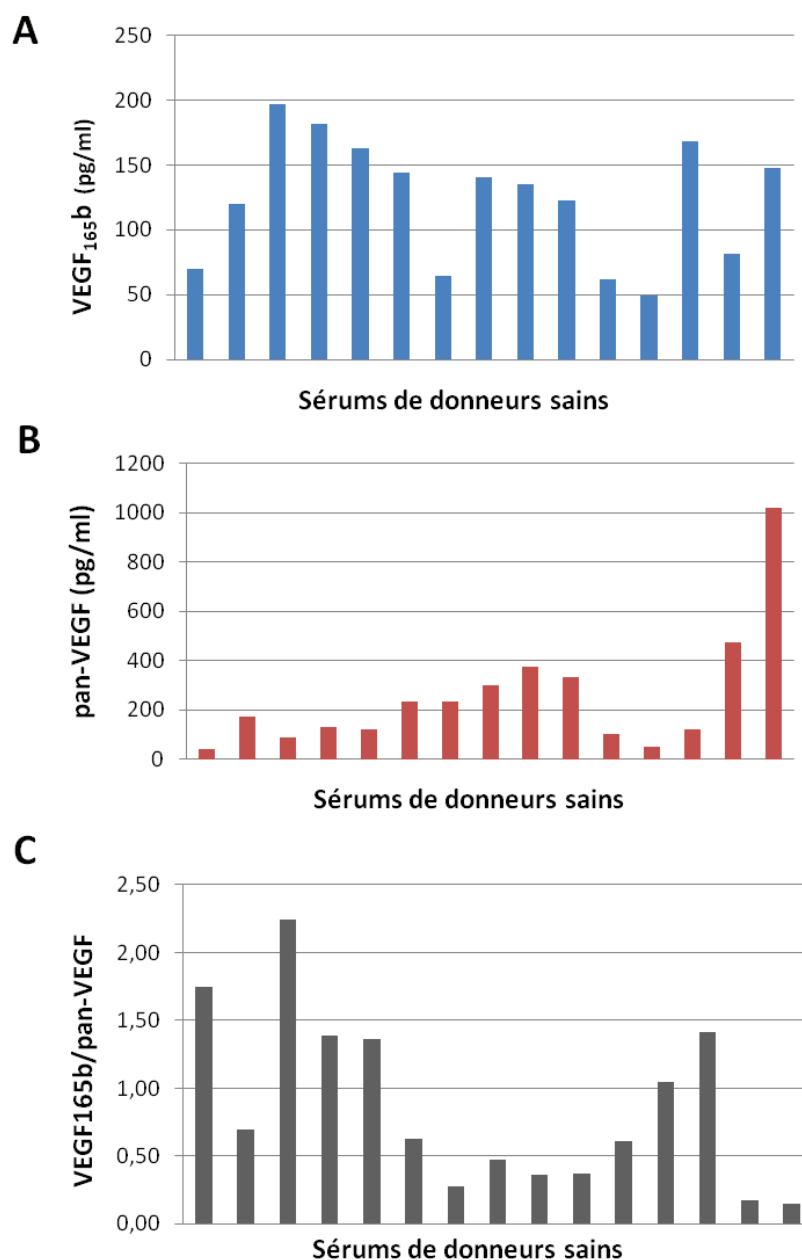 A
VEGF₁₆₅b (pg/ml)
250
200
150
100
50
0
Sérums de donneurs sains
B
pan-VEGF (pg/ml)
1200
1000
800
600
400
200
0
Sérums de donneurs sains
C
VEGF165b/pan-VEGF
2,50
2,00
1,50
1,00
0,50
0,00
Sérums de donneurs sains